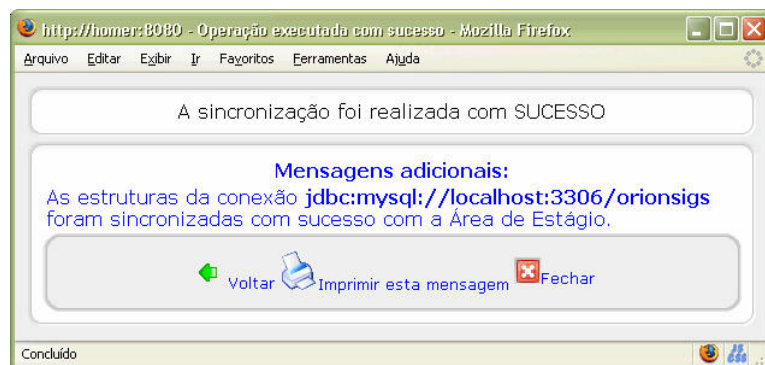 http://homer:8080 - Operação executada com sucesso - Mozilla Firefox
Arquivo Editar Exibir Ir Favoritos Ferramentas Ajuda
A sincronização foi realizada com SUCESSO
Mensagens adicionais:
As estruturas da conexão jdbc:mysql://localhost:3306/orionsigs
foram sincronizadas com sucesso com a Área de Estágio.
Voltar Imprimir esta mensagem Fechar
Concluído JS CSS